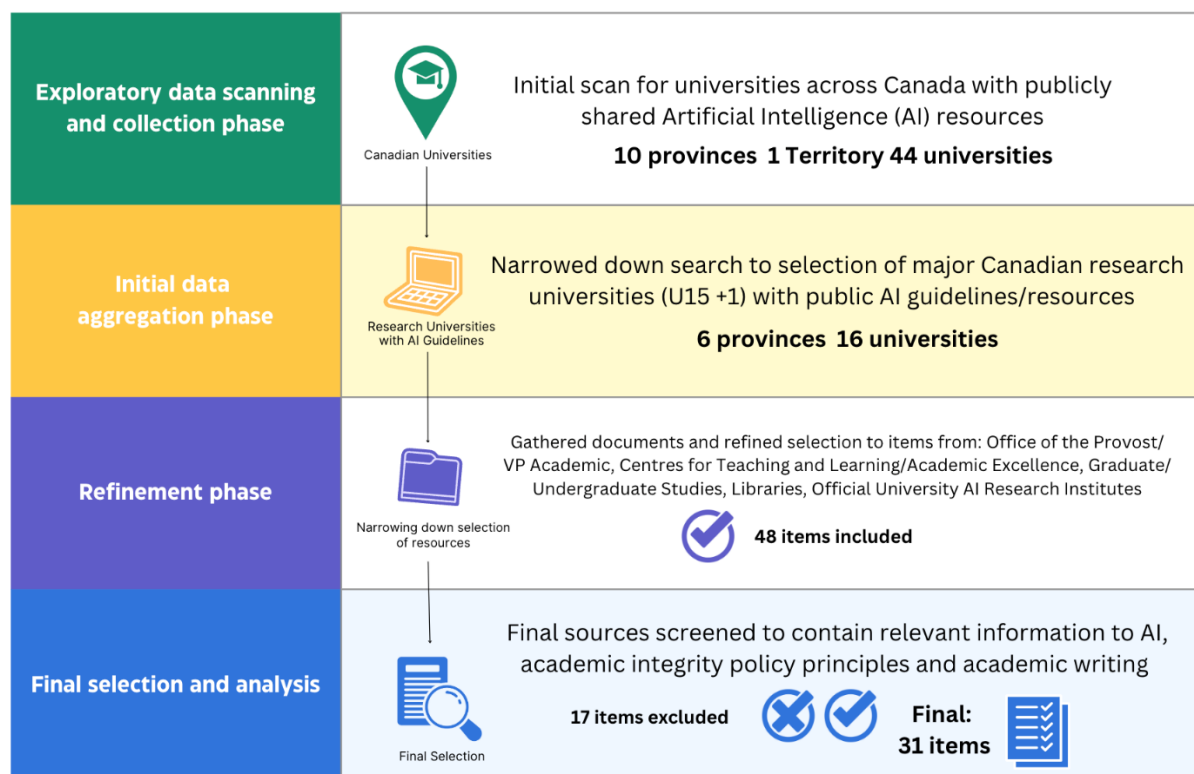 Exploratory data scanning
and collection phase
Canadian Universities
Initial scan for universities across Canada with publicly
shared Artificial Intelligence (AI) resources
10 provinces 1 Territory 44 universities
Initial data
aggregation phase
Research Universities
with AI Guidelines
Narrowed down search to selection of major Canadian research
universities (U15 +1) with public AI guidelines/resources
6 provinces 16 universities
Refinement phase
Narrowing down selection
of resources
Gathered documents and refined selection to items from: Office of the Provost/
VP Academic, Centres for Teaching and Learning/Academic Excellence, Graduate/
Undergraduate Studies, Libraries, Official University AI Research Institutes
48 items included
Final selection and analysis
Final Selection
Final sources screened to contain relevant information to AI,
academic integrity policy principles and academic writing
17 items excluded
Final:
31 items